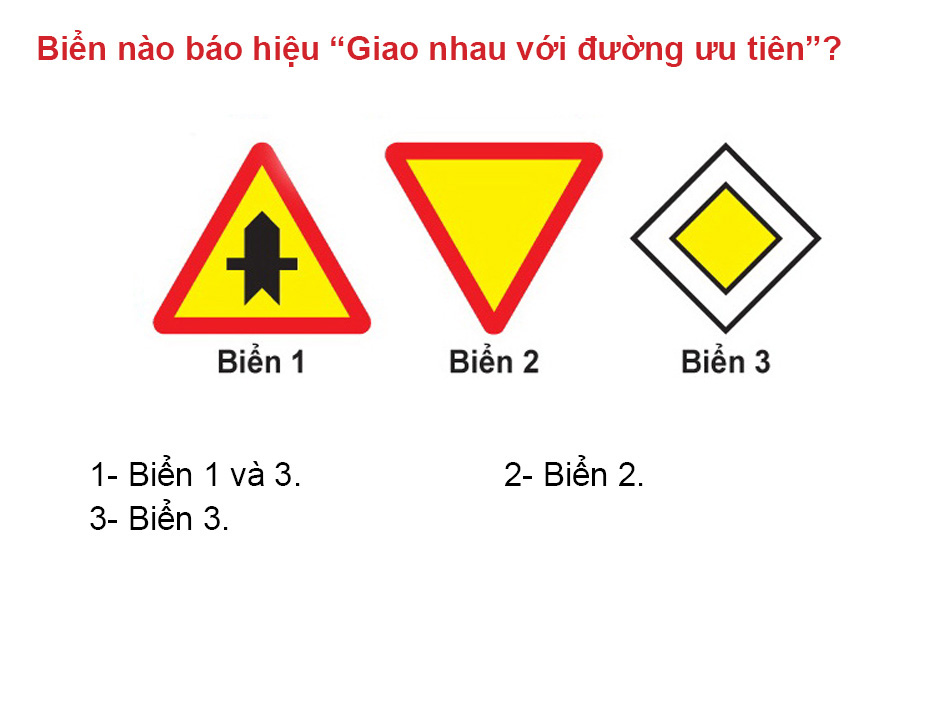 Biển nào báo hiệu “Giao nhau với đường ưu tiên”?
Biển 1 Biển 2 Biển 3
1- Biển 1 và 3. 2- Biển 2.
3- Biển 3.